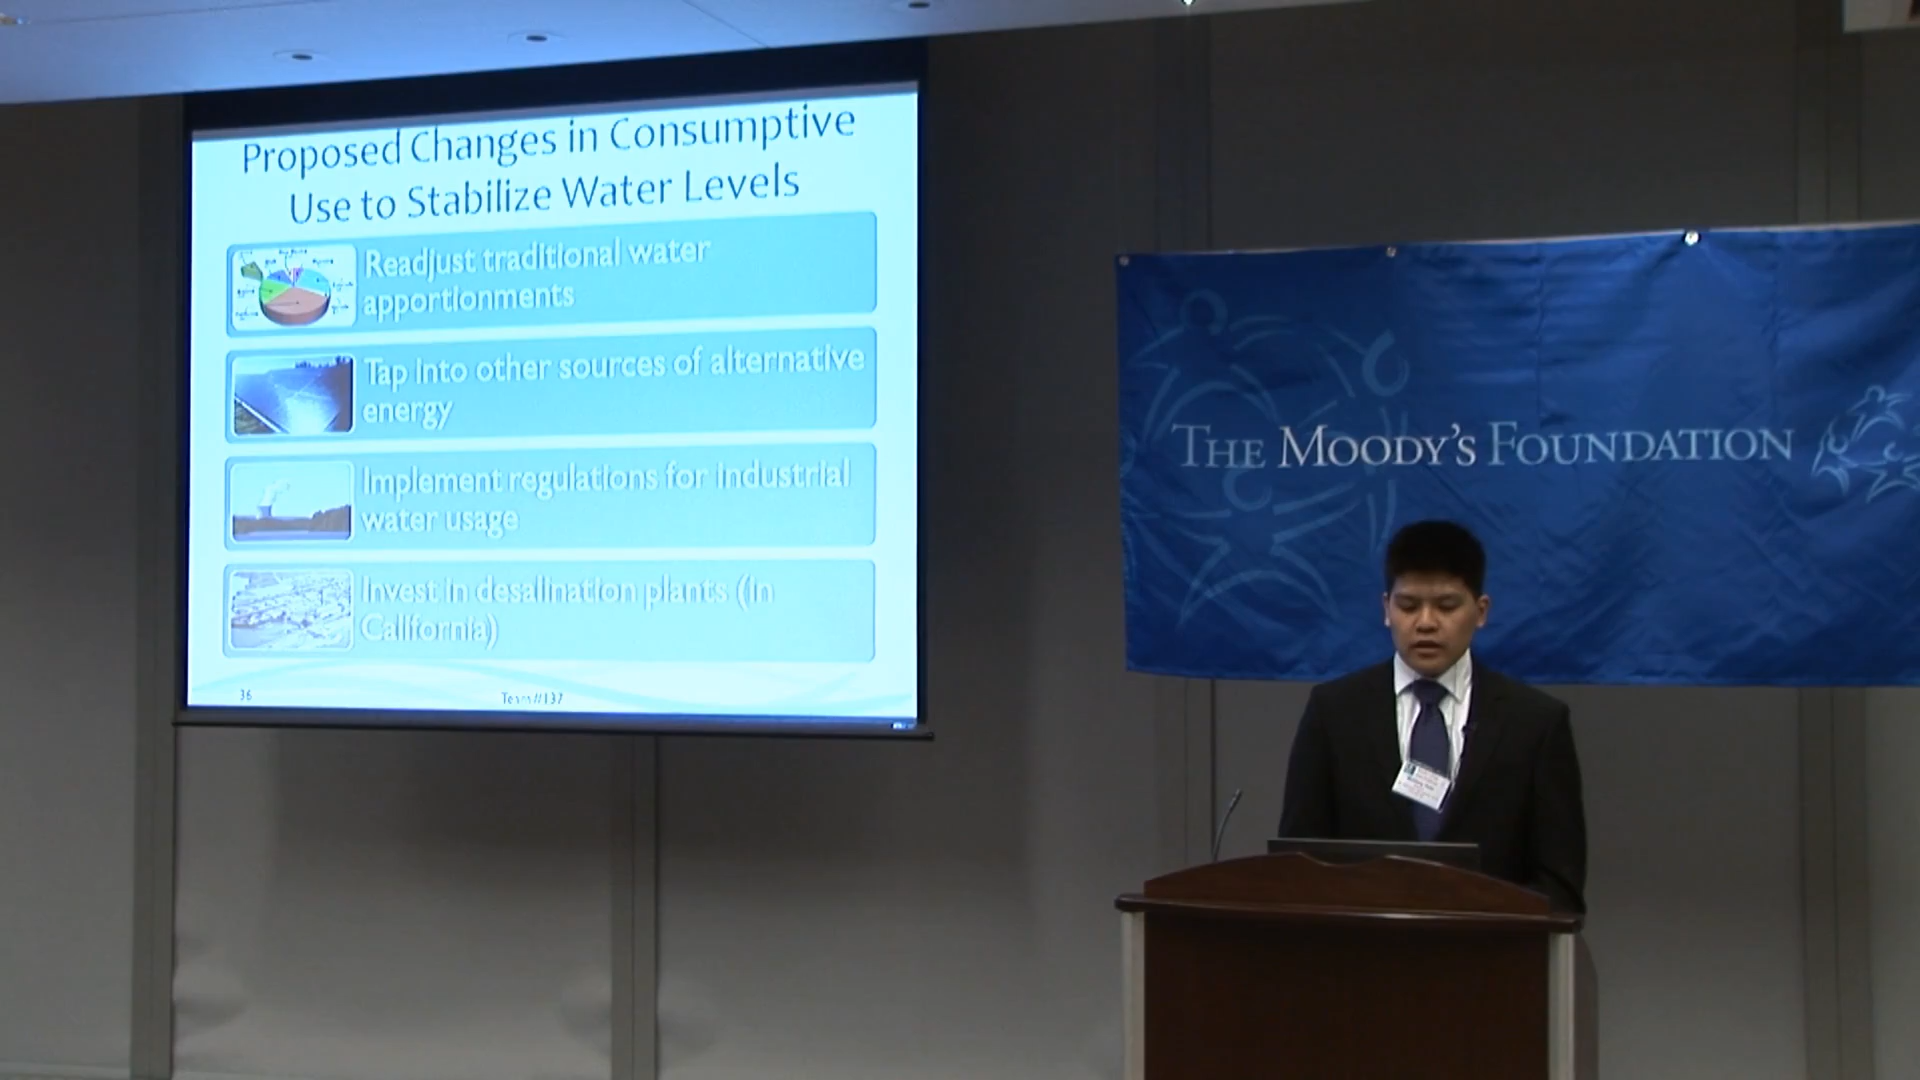 Proposed Changes in Consumptive
Use to Stabilize Water Levels
Readjust traditional water
apportionments
Tap into other sources of alternative
energy
Implement regulations for industrial
water usage
Invest in desalination plants (in
California)
36
Team #137
THE MOODY'S FOUNDATION